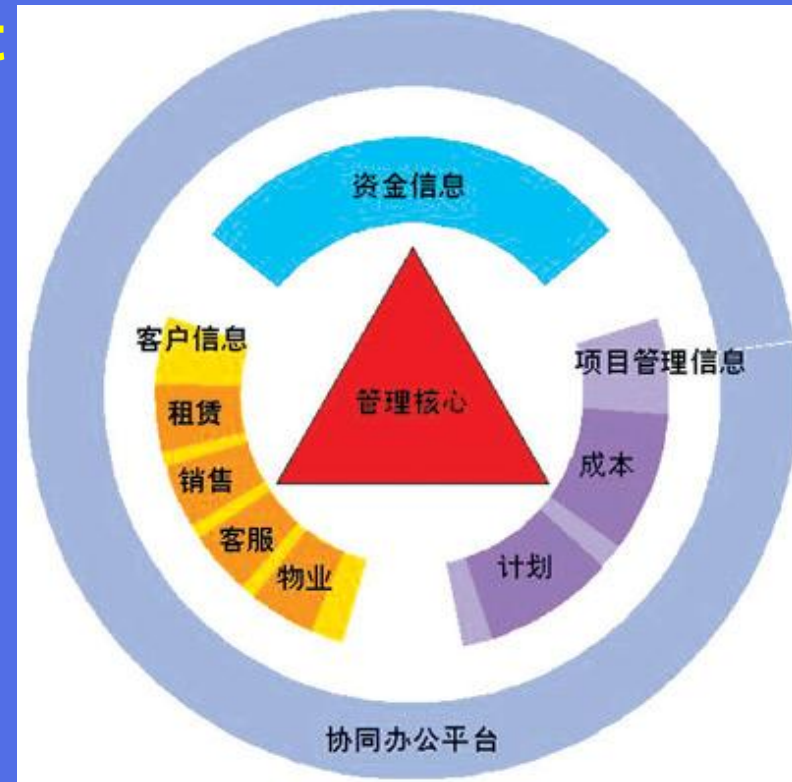 资金信息
客户信息
项目管理信息
租赁
管理核心
成本
销售
客服
计划
物业
协同办公平台